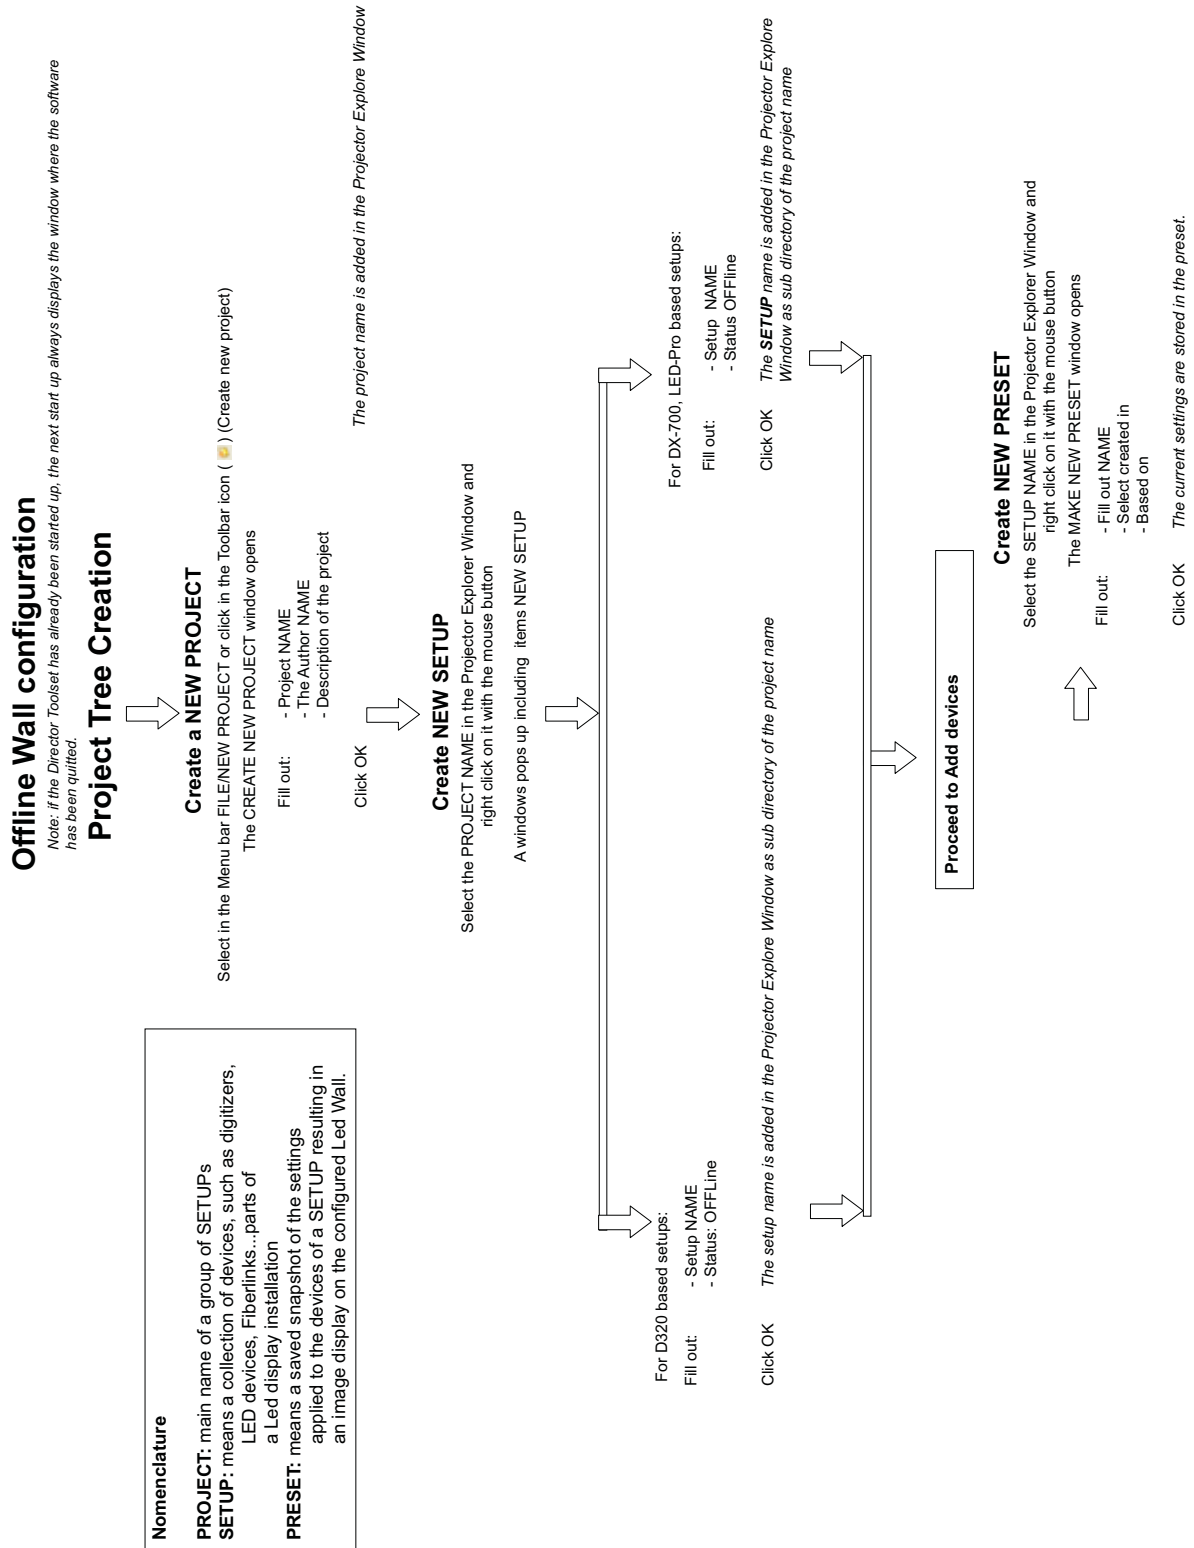 Offline Wall configuration
Note: if the Director Toolset has already been started up, the next start up always displays the window where the software
has been quitted.
Project Tree Creation
Nomenclature
PROJECT: main name of a group of SETUPs
SETUP: means a collection of devices, such as digitizers,
LED devices, Fiberlinks...parts of
a Led display installation
PRESET: means a saved snapshot of the settings
applied to the devices of a SETUP resulting in
an image display on the configured Led Wall.
Create a NEW PROJECT
Select in the Menu bar FILE/NEW PROJECT or click in the Toolbar icon ( ) (Create new project)
The CREATE NEW PROJECT window opens
Fill out: - Project NAME
- The Author NAME
- Description of the project
Click OK
The project name is added in the Projector Explore Window
Create NEW SETUP
Select the PROJECT NAME in the Projector Explorer Window and
right click on it with the mouse button
A windows pops up including items NEW SETUP
For D320 based setups:
Fill out: - Setup NAME
- Status: OFFLine
Click OK The setup name is added in the Projector Explore Window as sub directory of the project name
For DX-700, LED-Pro based setups:
Fill out: - Setup NAME
- Status OFFline
Click OK The SETUP name is added in the Projector Explore
Window as sub directory of the project name
Proceed to Add devices
Create NEW PRESET
Select the SETUP NAME in the Projector Explorer Window and
right click on it with the mouse button
The MAKE NEW PRESET window opens
Fill out: - Fill out NAME
- Select created in
- Based on
Click OK The current settings are stored in the preset.